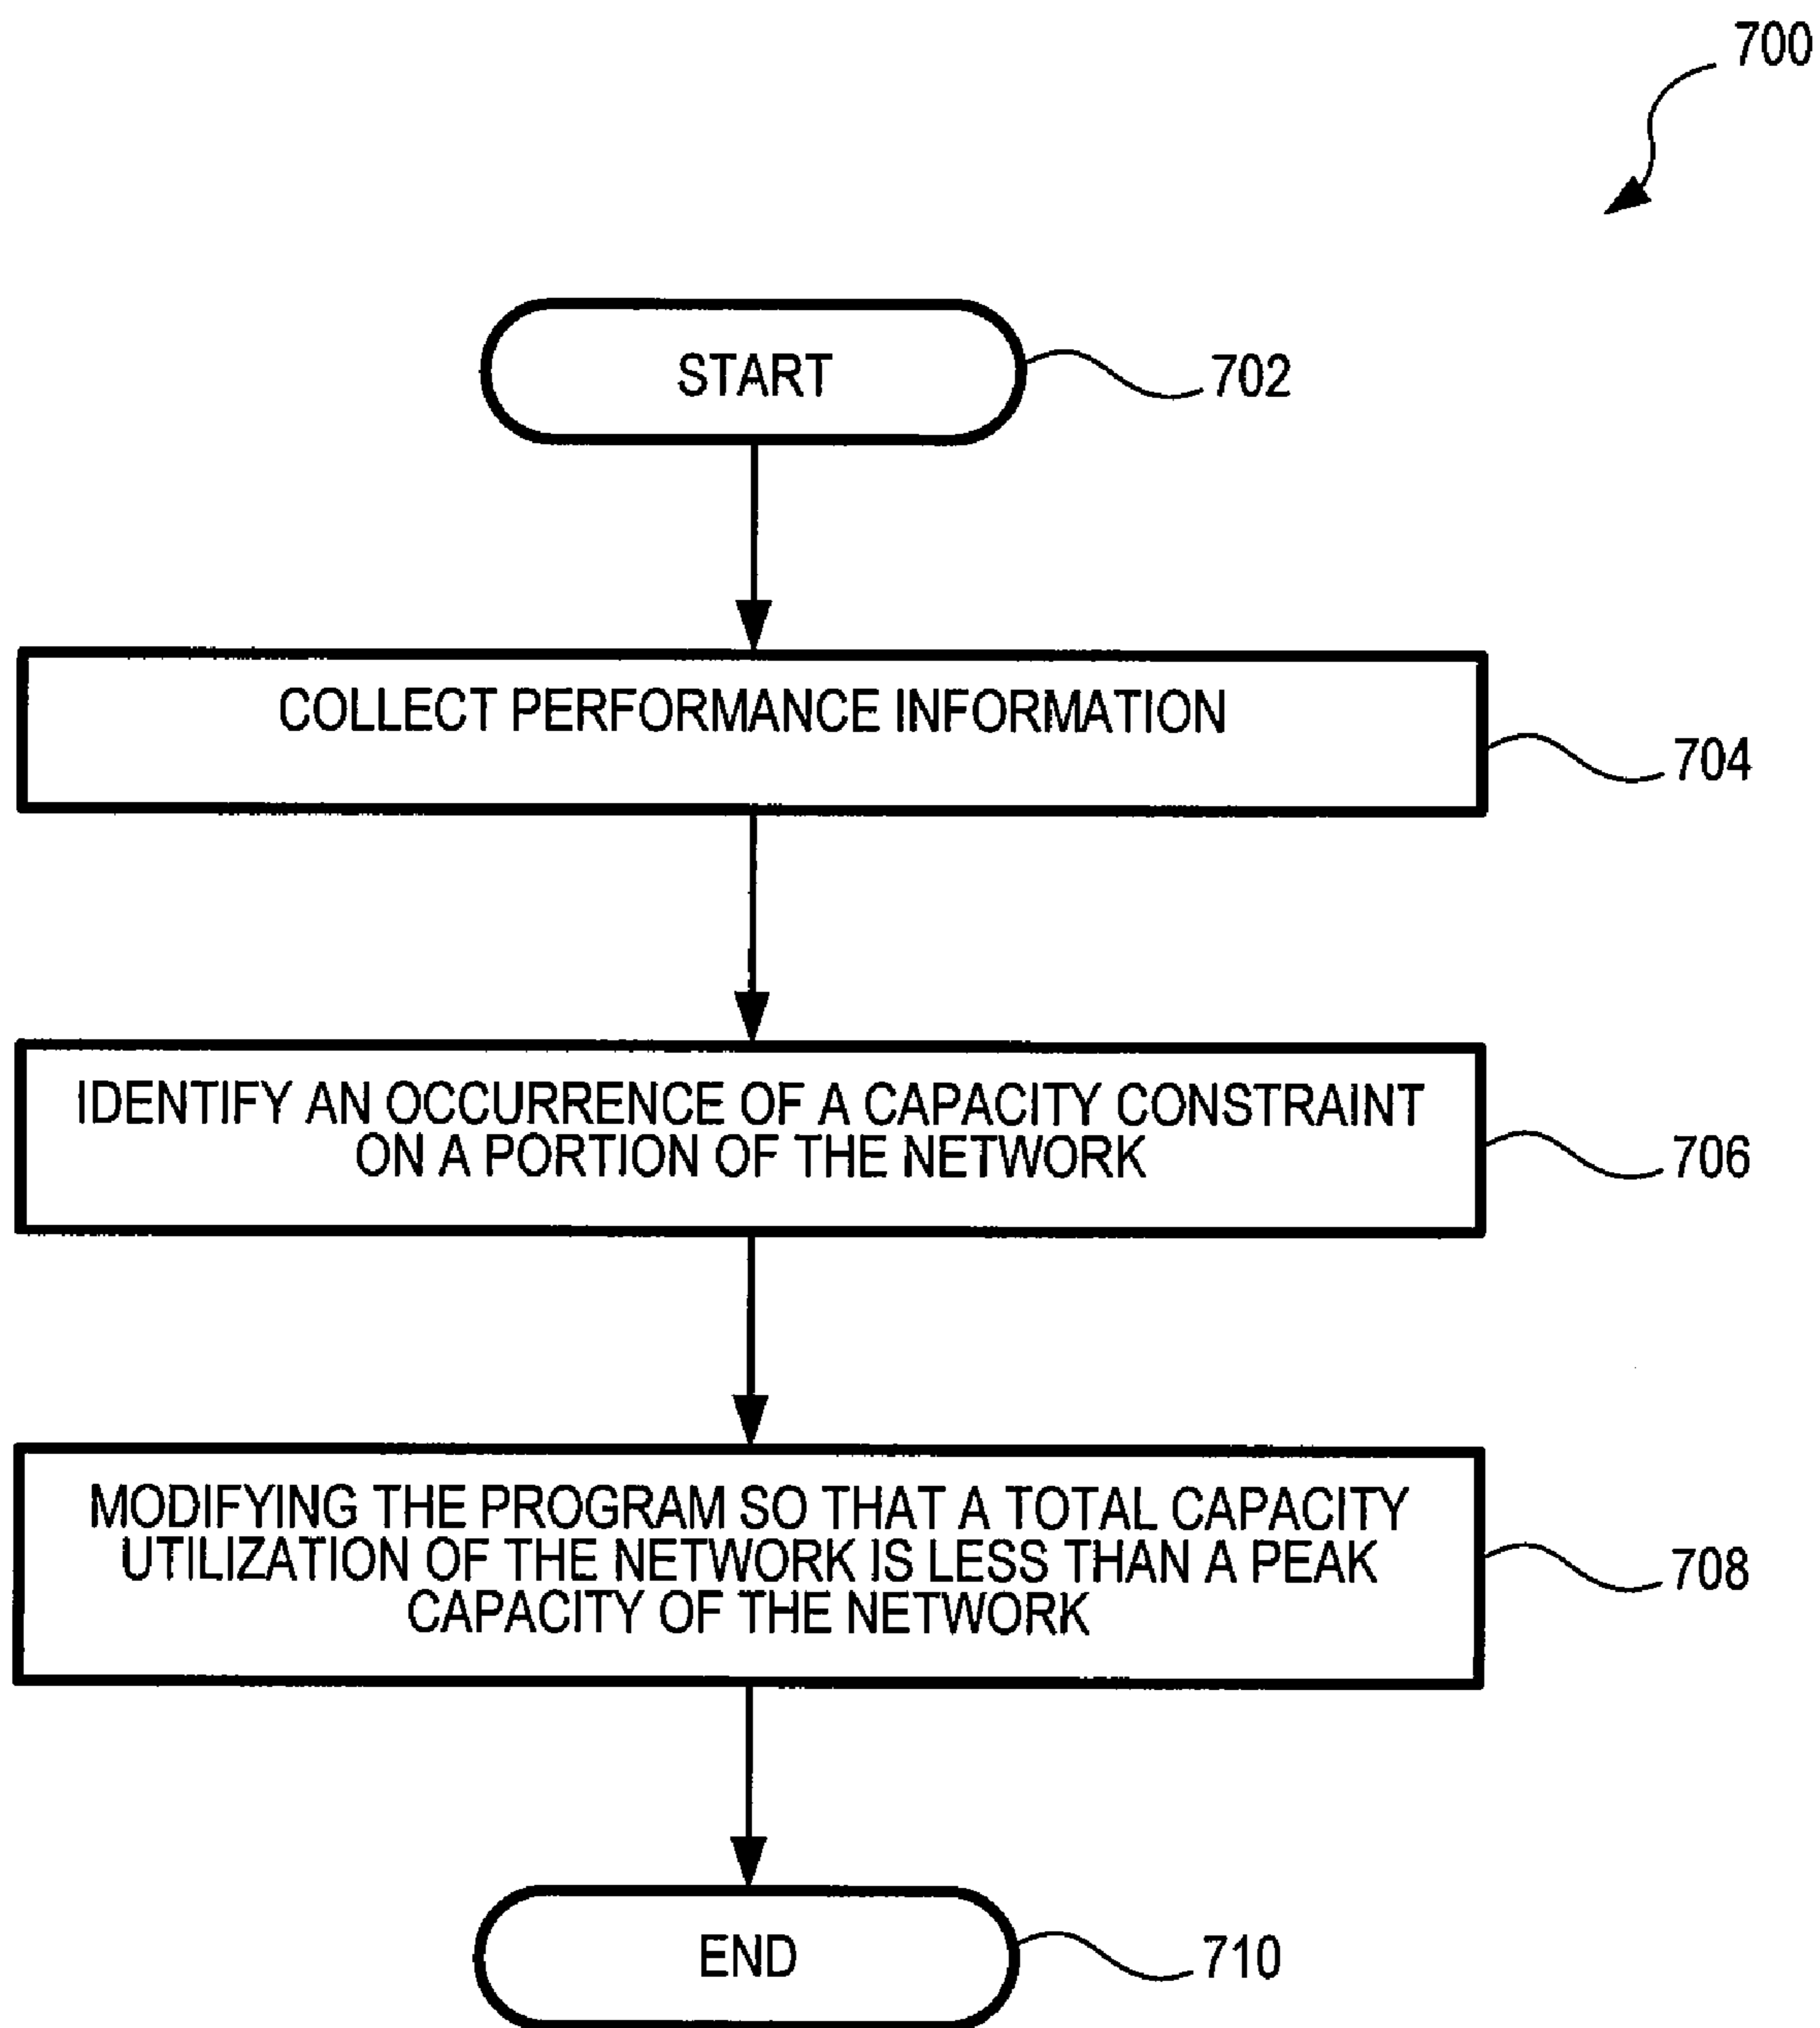 700
START
702
COLLECT PERFORMANCE INFORMATION
704
IDENTIFY AN OCCURRENCE OF A CAPACITY CONSTRAINT
ON A PORTION OF THE NETWORK
706
MODIFYING THE PROGRAM SO THAT A TOTAL CAPACITY
UTILIZATION OF THE NETWORK IS LESS THAN A PEAK
CAPACITY OF THE NETWORK
708
END
710